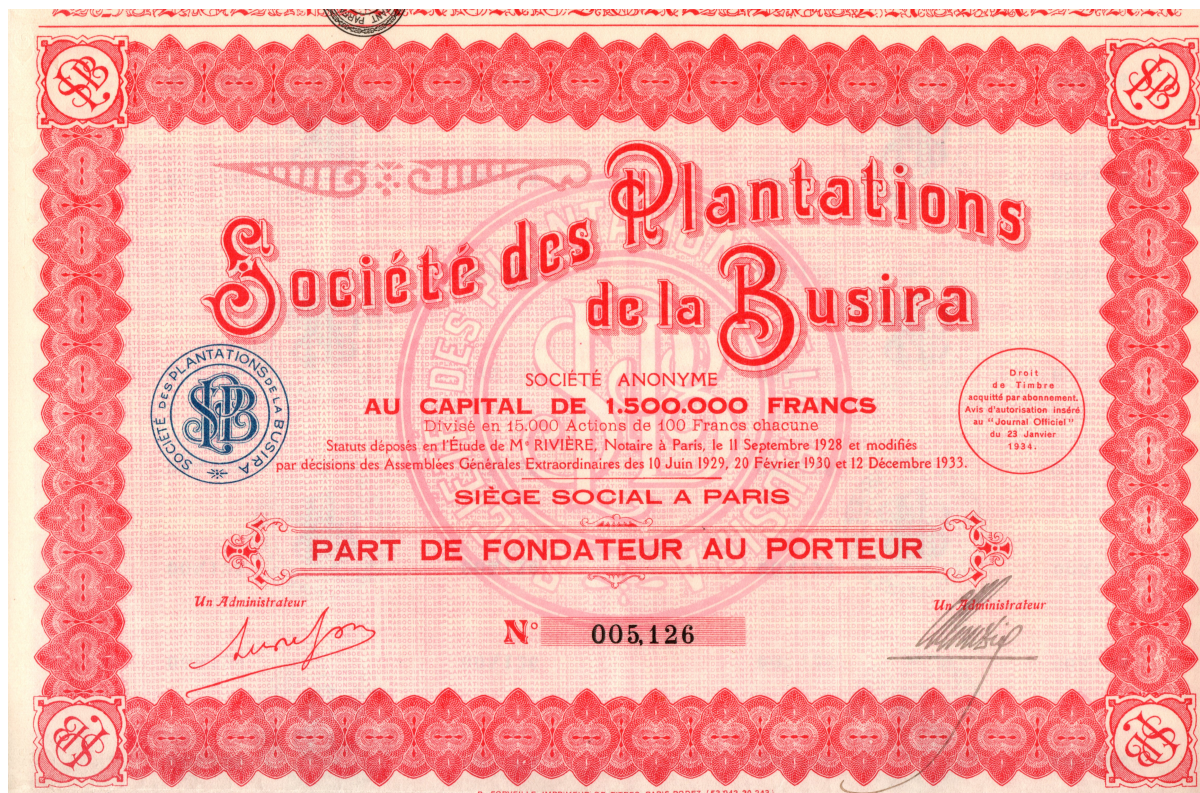 Société des Plantations
de la Busira
SOCIÉTÉ DES PLANTATIONS DE LA BUSIRA
SPB
SOCIÉTÉ ANONYME
AU CAPITAL DE 1.500.000 FRANCS
Divisé en 15.000 Actions de 100 Francs chacune
Statuts déposés en l'Étude de Mᵉ RIVIÈRE, Notaire à Paris, le 11 Septembre 1928 et modifiés
par décisions des Assemblées Générales Extraordinaires des 10 Juin 1929, 20 Février 1930 et 12 Décembre 1933.
Droit
de Timbre
acquitté par abonnement.
Avis d'autorisation inséré
au "Journal Officiel"
du 23 Janvier
1934.
SIÈGE SOCIAL A PARIS
PART DE FONDATEUR AU PORTEUR
Un Administrateur
Un Administrateur
N° 005,126